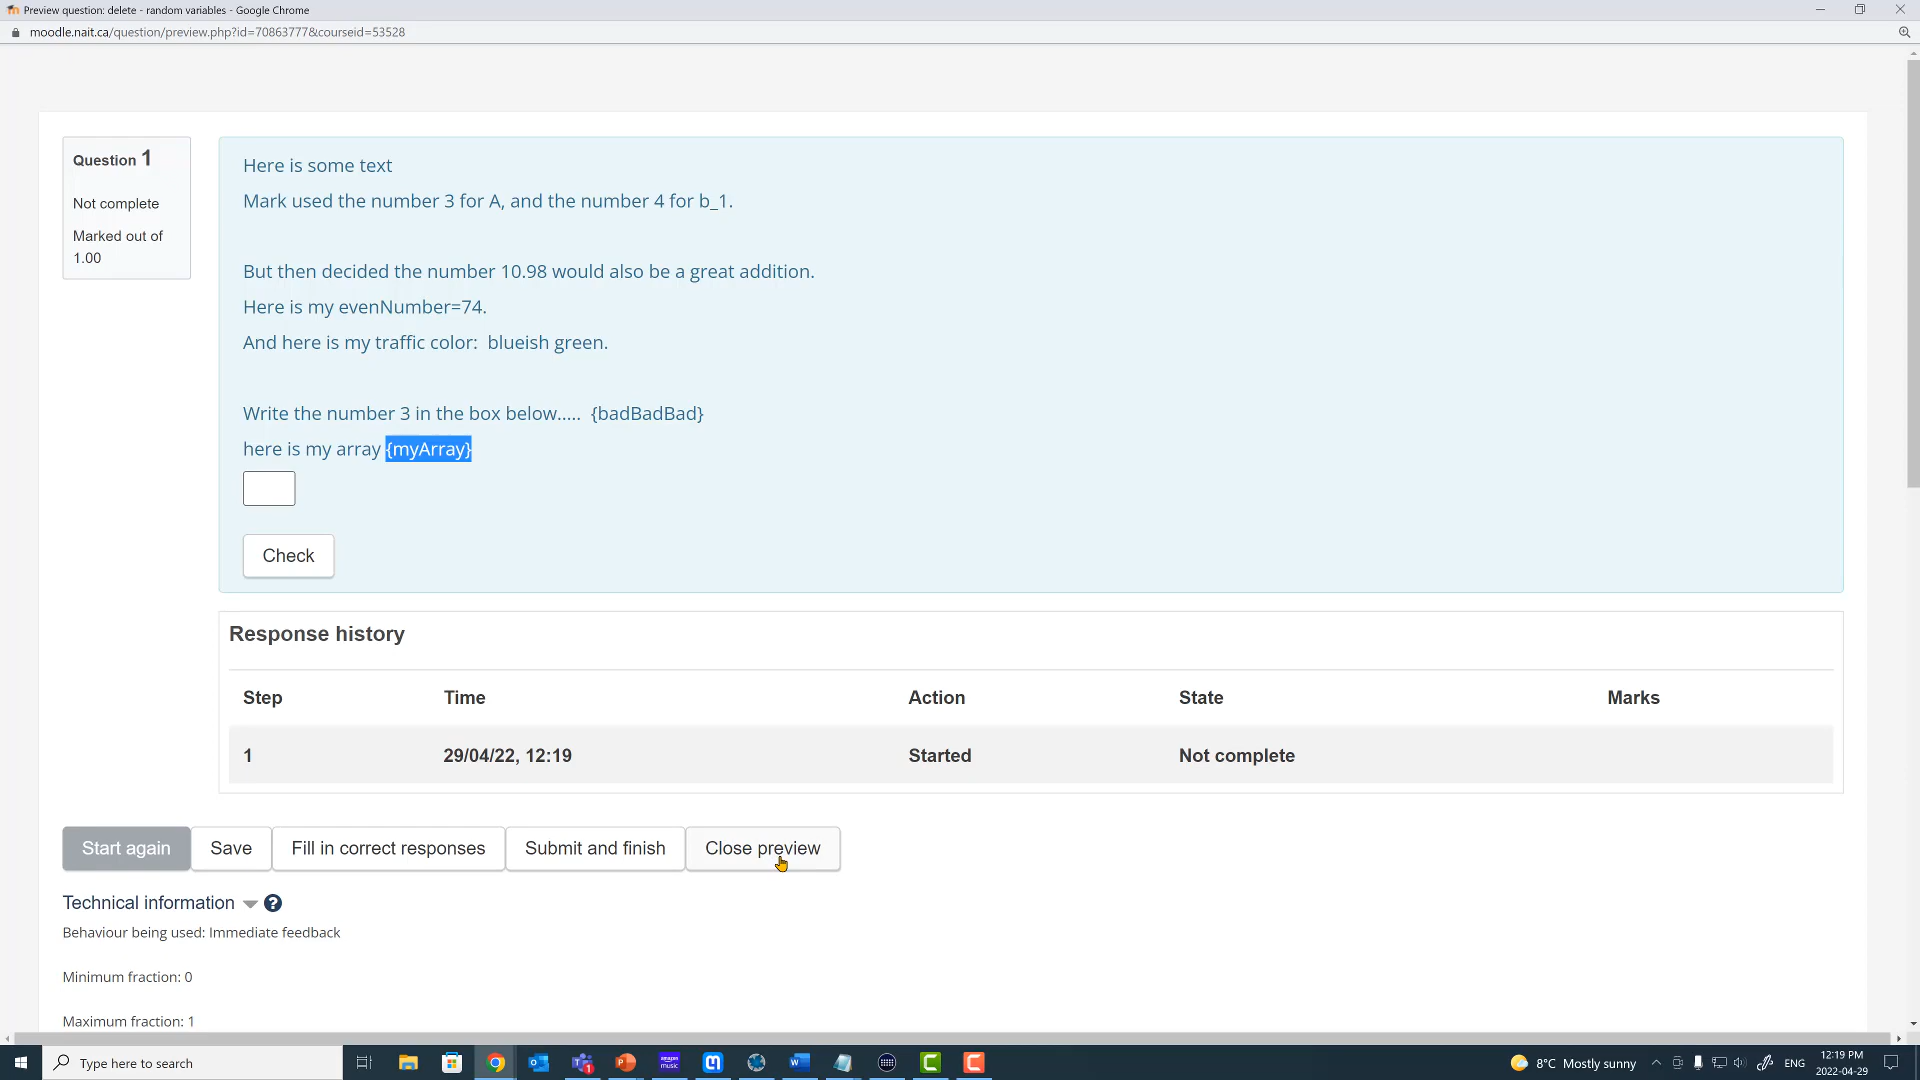 Preview question: delete - random variables - Google Chrome
moodle.nait.ca/question/preview.php?id=70863777&courseid=53528
Question 1
Not complete
Marked out of
1.00
Here is some text
Mark used the number 3 for A, and the number 4 for b_1.
But then decided the number 10.98 would also be a great addition.
Here is my evenNumber=74.
And here is my traffic color:  blueish green.
Write the number 3 in the box below.....  {badBadBad}
here is my array {myArray}
Check
Response history
Step Time Action State Marks
1 29/04/22, 12:19 Started Not complete
Start again Save Fill in correct responses Submit and finish Close preview
Technical information ?
Behaviour being used: Immediate feedback
Minimum fraction: 0
Maximum fraction: 1
Type here to search
8°C Mostly sunny
ENG
12:19 PM
2022-04-29